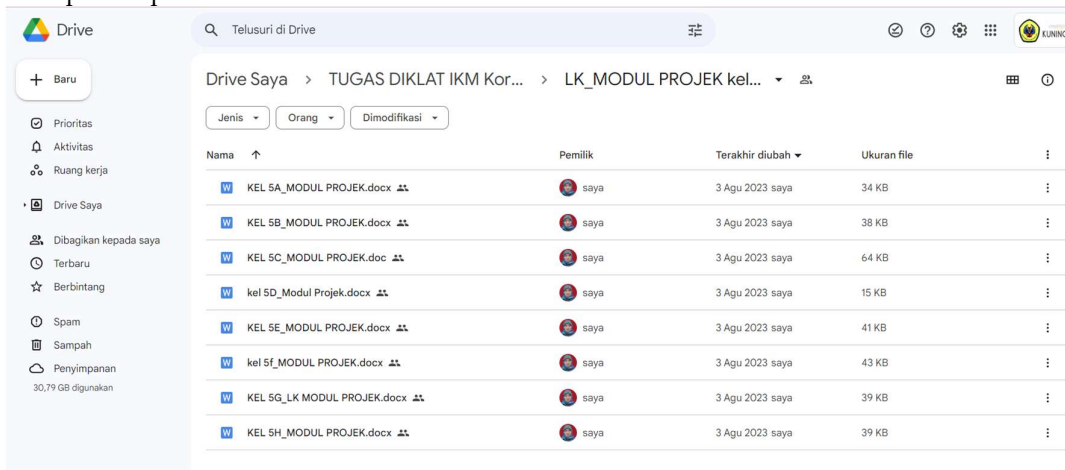 Drive
Telusuri di Drive
KUNING
Baru
Drive Saya > TUGAS DIKLAT IKM Kor... > LK_MODUL PROJEK kel...
Jenis Orang Dimodifikasi
Prioritas
Aktivitas
Ruang kerja
Drive Saya
Dibagikan kepada saya
Terbaru
Berbintang
Spam
Sampah
Penyimpanan
30,79 GB digunakan
Nama Pemilik Terakhir diubah Ukuran file
KEL 5A_MODUL PROJEK.docx saya 3 Agu 2023 saya 34 KB
KEL 5B_MODUL PROJEK.docx saya 3 Agu 2023 saya 38 KB
KEL 5C_MODUL PROJEK.doc saya 3 Agu 2023 saya 64 KB
kel 5D_Modul Projek.docx saya 3 Agu 2023 saya 15 KB
KEL 5E_MODUL PROJEK.docx saya 3 Agu 2023 saya 41 KB
kel 5f_MODUL PROJEK.docx saya 3 Agu 2023 saya 43 KB
KEL 5G_LK MODUL PROJEK.docx saya 3 Agu 2023 saya 39 KB
KEL 5H_MODUL PROJEK.docx saya 3 Agu 2023 saya 39 KB